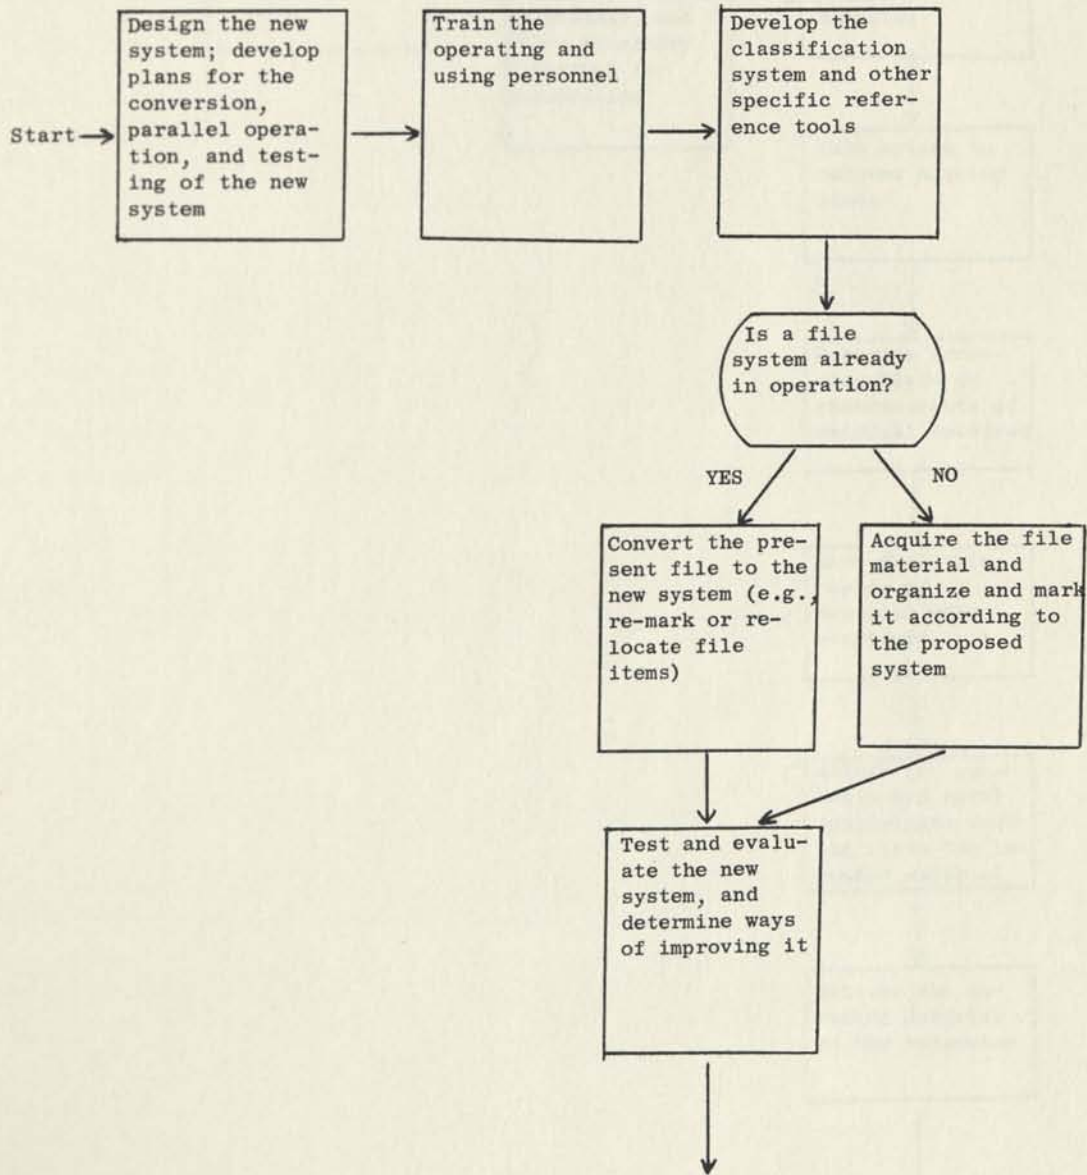 Start
Design the new
system; develop
plans for the
conversion,
parallel opera-
tion, and test-
ing of the new
system
Train the
operating and
using personnel
Develop the
classification
system and other
specific refer-
ence tools
Is a file
system already
in operation?
YES
NO
Convert the pre-
sent file to the
new system (e.g.,
re-mark or re-
locate file
items)
Acquire the file
material and
organize and mark
it according to
the proposed
system
Test and evalu-
ate the new
system, and
determine ways
of improving it